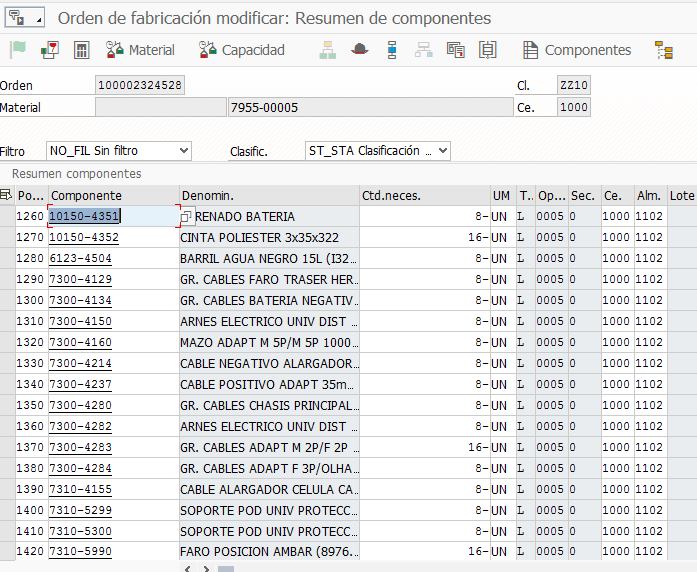 Orden de fabricación modificar: Resumen de componentes
Material Capacidad Componentes
Orden 100002324528 Cl. ZZ10
Material 7955-00005 Ce. 1000
Filtro NO_FIL Sin filtro Clasific. ST_STA Clasificación ...
Resumen componentes
Po... Componente Denomin. Ctd.neces. UM T.. Op... Sec. Ce. Alm. Lote
1260 10150-4351 RENADO BATERIA 8- UN L 0005 0 1000 1102
1270 10150-4352 CINTA POLIESTER 3x35x322 16- UN L 0005 0 1000 1102
1280 6123-4504 BARRIL AGUA NEGRO 15L (I32... 8- UN L 0005 0 1000 1102
1290 7300-4129 GR. CABLES FARO TRASER HER... 8- UN L 0005 0 1000 1102
1300 7300-4134 GR. CABLES BATERIA NEGATIV... 8- UN L 0005 0 1000 1102
1310 7300-4150 ARNES ELECTRICO UNIV DIST ... 8- UN L 0005 0 1000 1102
1320 7300-4160 MAZO ADAPT M 5P/M 5P 1000... 8- UN L 0005 0 1000 1102
1330 7300-4214 CABLE NEGATIVO ALARGADOR... 8- UN L 0005 0 1000 1102
1340 7300-4237 CABLE POSITIVO ADAPT 35m... 8- UN L 0005 0 1000 1102
1350 7300-4280 GR. CABLES CHASIS PRINCIPAL... 8- UN L 0005 0 1000 1102
1360 7300-4282 ARNES ELECTRICO UNIV DIST ... 8- UN L 0005 0 1000 1102
1370 7300-4283 GR. CABLES ADAPT M 2P/F 2P ... 16- UN L 0005 0 1000 1102
1380 7300-4284 GR. CABLES ADAPT F 3P/OLHA... 8- UN L 0005 0 1000 1102
1390 7310-4155 CABLE ALARGADOR CELULA CA... 8- UN L 0005 0 1000 1102
1400 7310-5299 SOPORTE POD UNIV PROTECC... 8- UN L 0005 0 1000 1102
1410 7310-5300 SOPORTE POD UNIV PROTECC... 8- UN L 0005 0 1000 1102
1420 7310-5990 FARO POSICION AMBAR (8976... 16- UN L 0005 0 1000 1102